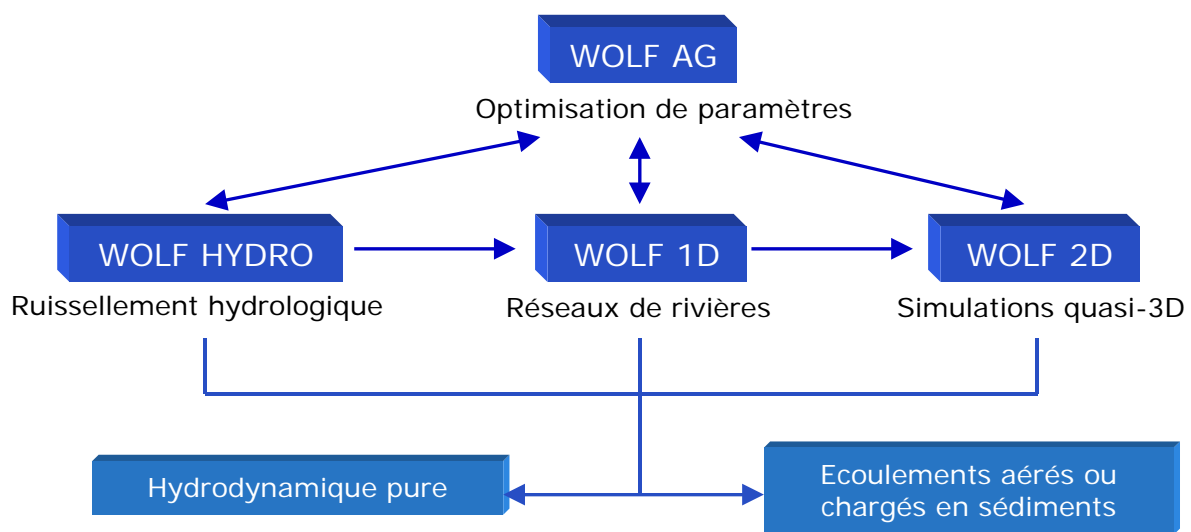 WOLF AG
Optimisation de paramètres
WOLF HYDRO
WOLF 1D
WOLF 2D
Ruissellement hydrologique
Réseaux de rivières
Simulations quasi-3D
Hydrodynamique pure
Ecoulements aérés ou
chargés en sédiments